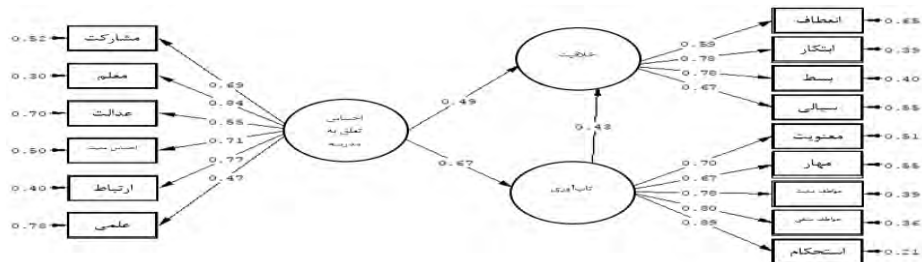 0.52
مشارکت
0.30
معلم
0.70
عدالت
0.50
احساس مثبت
0.40
ارتباط
0.78
علمی
0.69
0.84
0.55
0.71
0.77
0.47
احساس
تعلق به
مدرسه
0.49
0.67
خلاقیت
0.43
تاب‌آوری
0.59
0.78
0.78
0.67
انعطاف
0.65
ابتکار
0.39
بسط
0.40
سیالی
0.55
0.70
0.67
0.78
0.80
0.89
معنویت
0.51
مهار
0.55
عواطف مثبت
0.39
عواطف منفی
0.36
استحکام
0.21